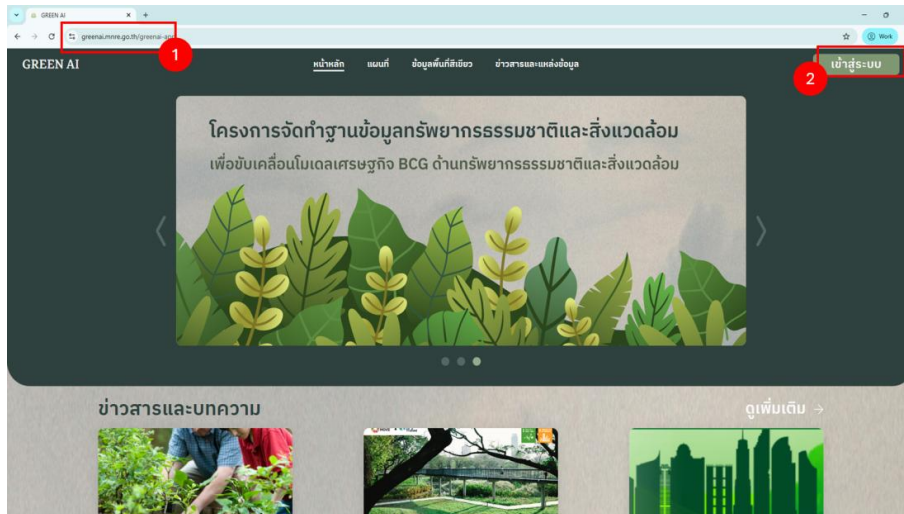 GREEN AI
greenai.mnre.go.th/greenai-app
Work
1
GREEN AI
หน้าหลัก แผนที่ ข้อมูลพื้นที่สีเขียว ข่าวสารและแหล่งข้อมูล
2
เข้าสู่ระบบ
โครงการจัดทำฐานข้อมูลทรัพยากรธรรมชาติและสิ่งแวดล้อม
เพื่อขับเคลื่อนโมเดลเศรษฐกิจ BCG ด้านทรัพยากรธรรมชาติและสิ่งแวดล้อม
ข่าวสารและบทความ
ดูเพิ่มเติม →